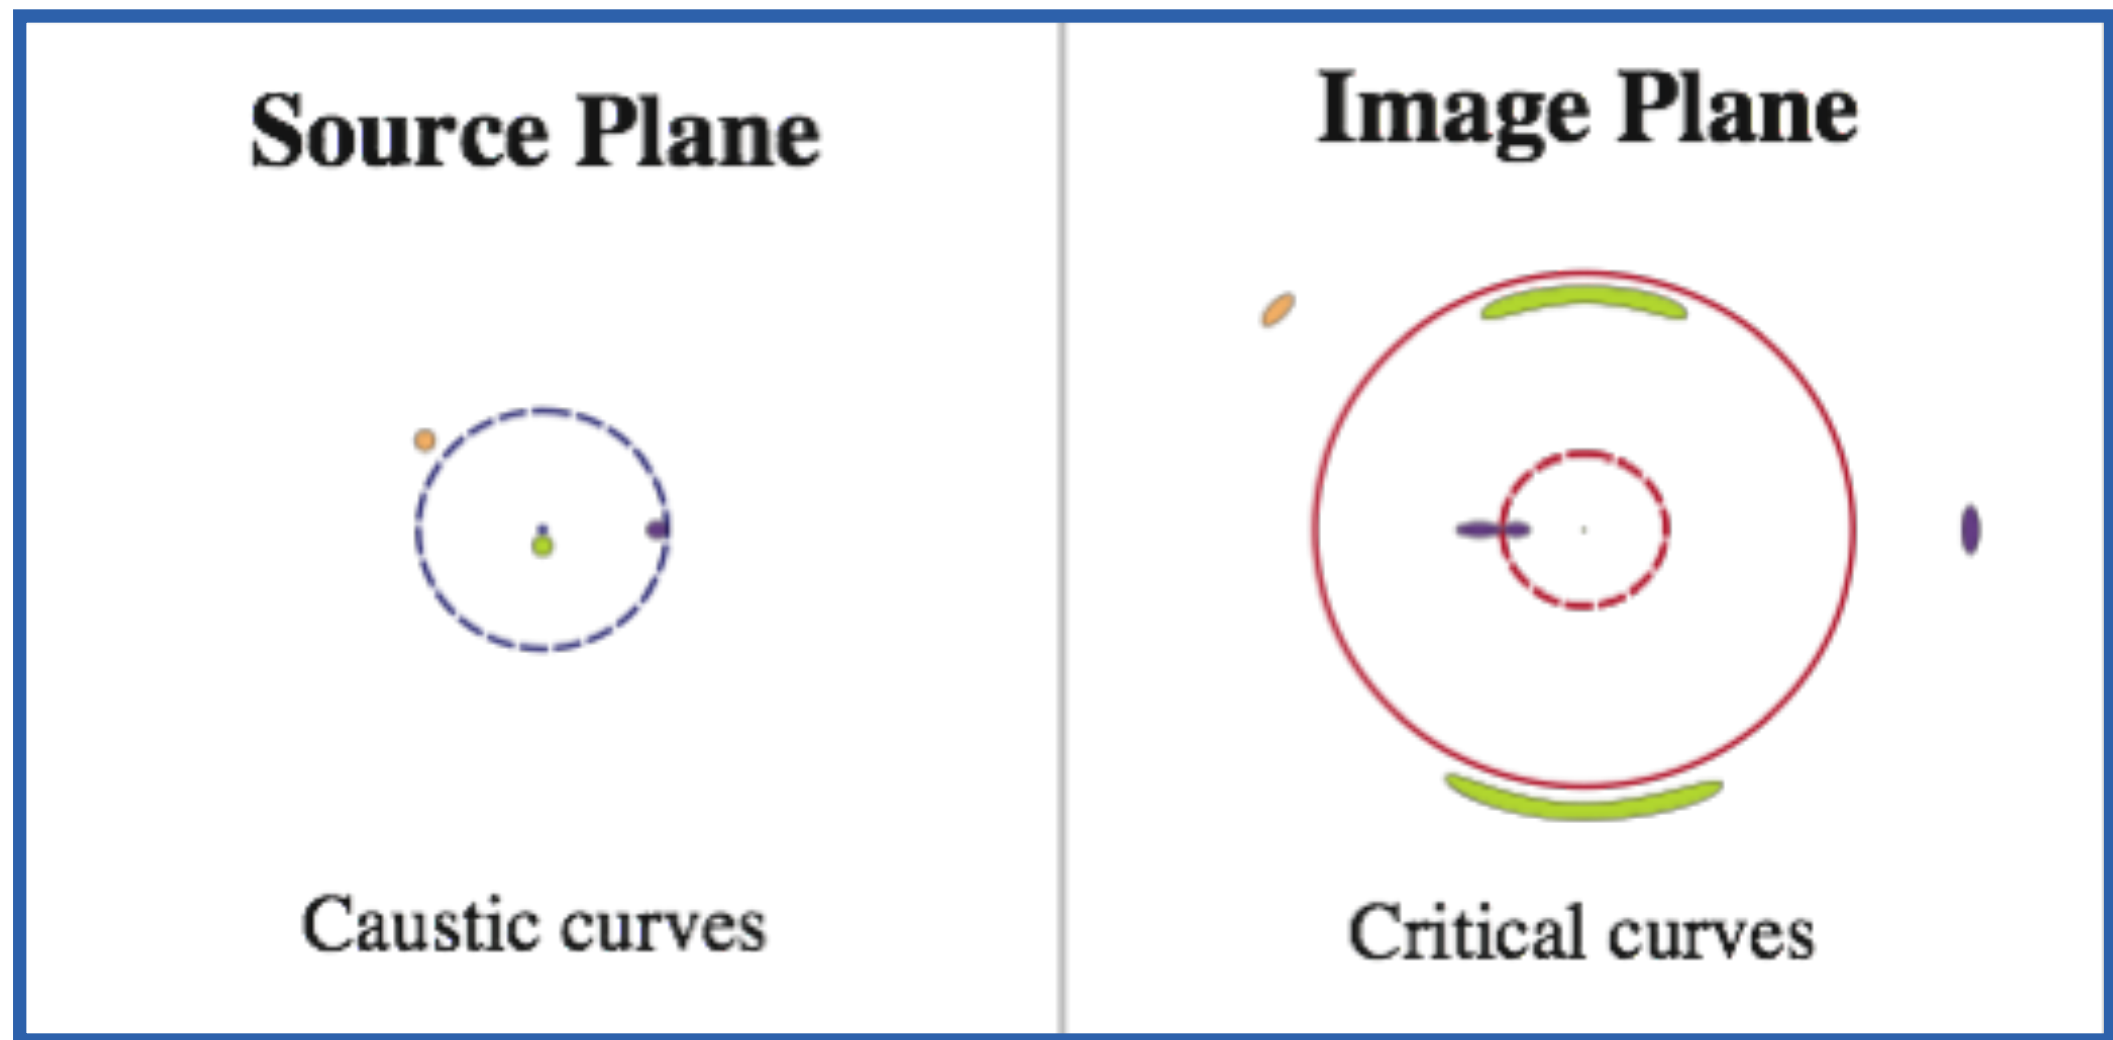 Source Plane
Caustic curves
Image Plane
Critical curves